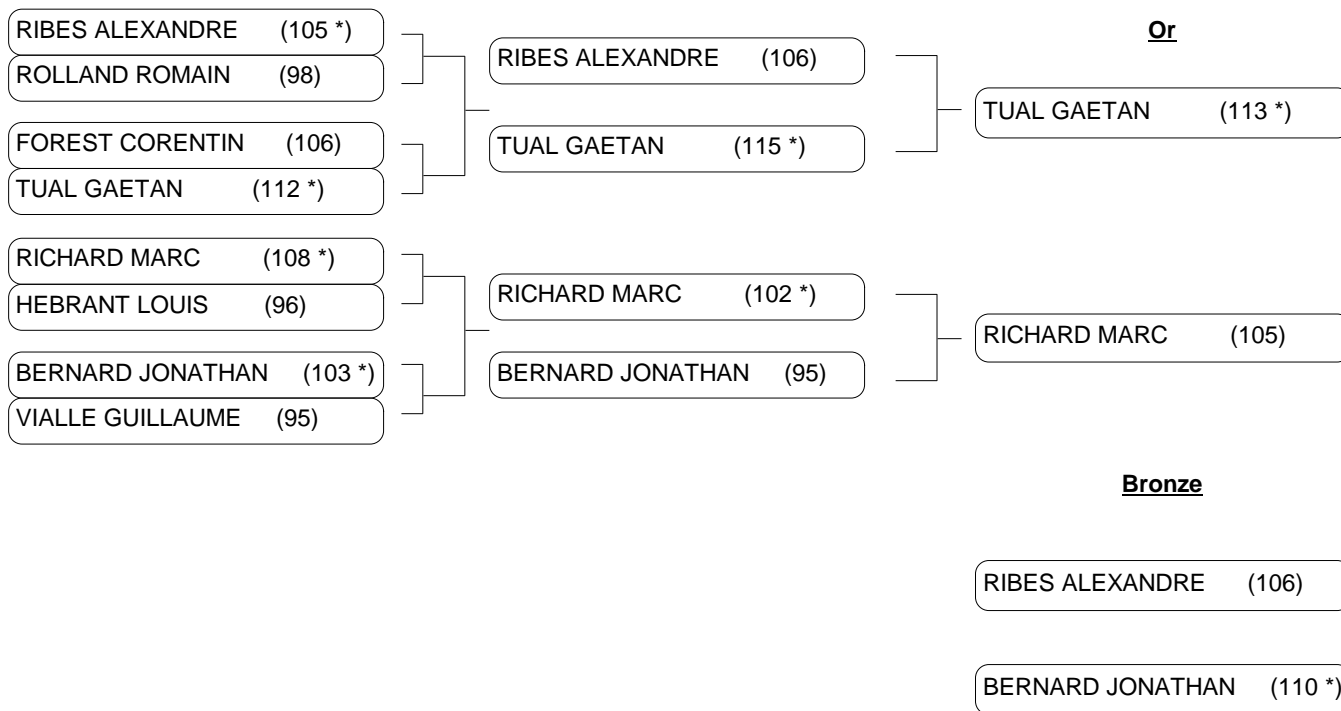 RIBES ALEXANDRE (105 *)
ROLLAND ROMAIN (98)
FOREST CORENTIN (106)
TUAL GAETAN (112 *)
RICHARD MARC (108 *)
HEBRANT LOUIS (96)
BERNARD JONATHAN (103 *)
VIALLE GUILLAUME (95)
RIBES ALEXANDRE (106)
TUAL GAETAN (115 *)
RICHARD MARC (102 *)
BERNARD JONATHAN (95)
Or
TUAL GAETAN (113 *)
RICHARD MARC (105)
Bronze
RIBES ALEXANDRE (106)
BERNARD JONATHAN (110 *)